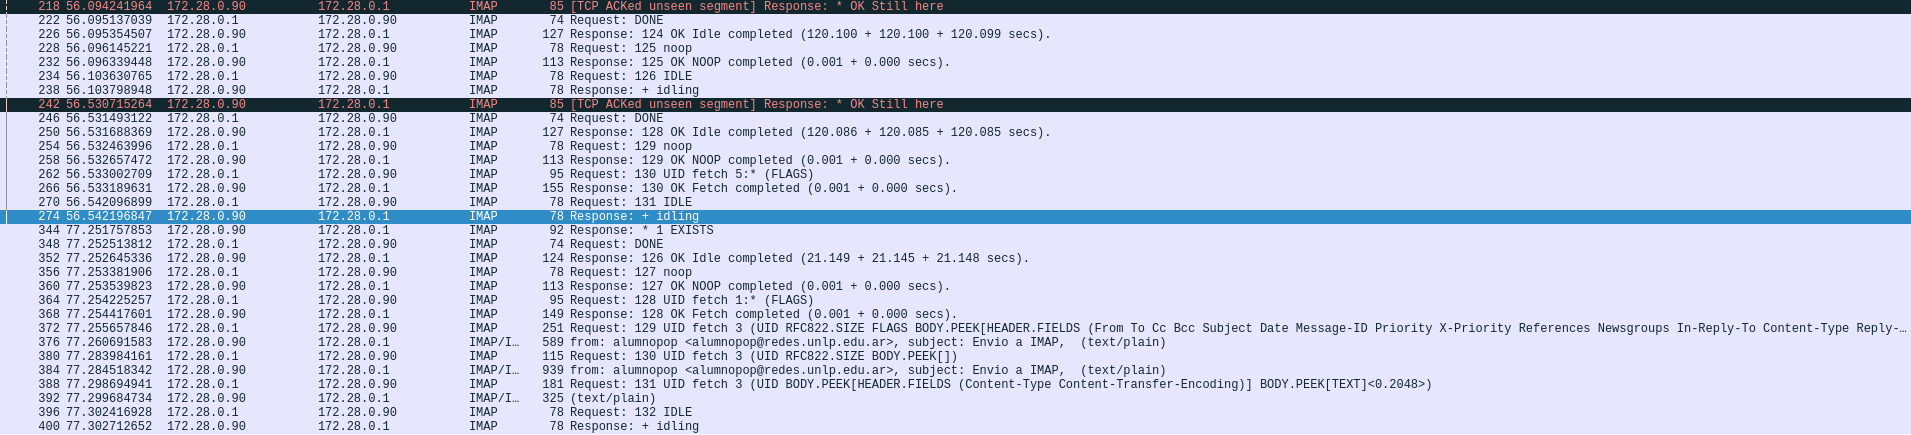 218 56.094241964 172.28.0.90 172.28.0.1 IMAP 85 [TCP ACKed unseen segment] Response: * OK Still here
222 56.095137039 172.28.0.1 172.28.0.90 IMAP 74 Request: DONE
226 56.095354507 172.28.0.90 172.28.0.1 IMAP 127 Response: 124 OK Idle completed (120.100 + 120.100 + 120.099 secs).
228 56.096145221 172.28.0.1 172.28.0.90 IMAP 78 Request: 125 noop
232 56.096339448 172.28.0.90 172.28.0.1 IMAP 113 Response: 125 OK NOOP completed (0.001 + 0.000 secs).
234 56.103630765 172.28.0.1 172.28.0.90 IMAP 78 Request: 126 IDLE
238 56.103798948 172.28.0.90 172.28.0.1 IMAP 78 Response: + idling
242 56.530715264 172.28.0.90 172.28.0.1 IMAP 85 [TCP ACKed unseen segment] Response: * OK Still here
246 56.531493122 172.28.0.1 172.28.0.90 IMAP 74 Request: DONE
250 56.531688369 172.28.0.90 172.28.0.1 IMAP 127 Response: 128 OK Idle completed (120.086 + 120.085 + 120.085 secs).
254 56.532463996 172.28.0.1 172.28.0.90 IMAP 78 Request: 129 noop
258 56.532657472 172.28.0.90 172.28.0.1 IMAP 113 Response: 129 OK NOOP completed (0.001 + 0.000 secs).
262 56.533002709 172.28.0.1 172.28.0.90 IMAP 95 Request: 130 UID fetch 5:* (FLAGS)
266 56.533189631 172.28.0.90 172.28.0.1 IMAP 155 Response: 130 OK Fetch completed (0.001 + 0.000 secs).
270 56.542096899 172.28.0.1 172.28.0.90 IMAP 78 Request: 131 IDLE
274 56.542196847 172.28.0.90 172.28.0.1 IMAP 78 Response: + idling
344 77.251757853 172.28.0.90 172.28.0.1 IMAP 92 Response: * 1 EXISTS
348 77.252513812 172.28.0.1 172.28.0.90 IMAP 74 Request: DONE
352 77.252645336 172.28.0.90 172.28.0.1 IMAP 124 Response: 126 OK Idle completed (21.149 + 21.145 + 21.148 secs).
356 77.253381906 172.28.0.1 172.28.0.90 IMAP 78 Request: 127 noop
360 77.253539823 172.28.0.90 172.28.0.1 IMAP 113 Response: 127 OK NOOP completed (0.001 + 0.000 secs).
364 77.254225257 172.28.0.1 172.28.0.90 IMAP 95 Request: 128 UID fetch 1:* (FLAGS)
368 77.254417601 172.28.0.90 172.28.0.1 IMAP 149 Response: 128 OK Fetch completed (0.001 + 0.000 secs).
372 77.255657846 172.28.0.1 172.28.0.90 IMAP 251 Request: 129 UID fetch 3 (UID RFC822.SIZE FLAGS BODY.PEEK[HEADER.FIELDS (From To Cc Bcc Subject Date Message-ID Priority X-Priority References Newsgroups In-Reply-To Content-Type Reply-…
376 77.260691583 172.28.0.90 172.28.0.1 IMAP/I… 589 from: alumnopop <alumnopop@redes.unlp.edu.ar>, subject: Envio a IMAP,  (text/plain)
380 77.283984161 172.28.0.1 172.28.0.90 IMAP 115 Request: 130 UID fetch 3 (UID RFC822.SIZE BODY.PEEK[])
384 77.284518342 172.28.0.90 172.28.0.1 IMAP/I… 939 from: alumnopop <alumnopop@redes.unlp.edu.ar>, subject: Envio a IMAP,  (text/plain)
388 77.298694941 172.28.0.1 172.28.0.90 IMAP 181 Request: 131 UID fetch 3 (UID BODY.PEEK[HEADER.FIELDS (Content-Type Content-Transfer-Encoding)] BODY.PEEK[TEXT]<0.2048>)
392 77.299684734 172.28.0.90 172.28.0.1 IMAP/I… 325 (text/plain)
396 77.302416928 172.28.0.1 172.28.0.90 IMAP 78 Request: 132 IDLE
400 77.302712652 172.28.0.90 172.28.0.1 IMAP 78 Response: + idling